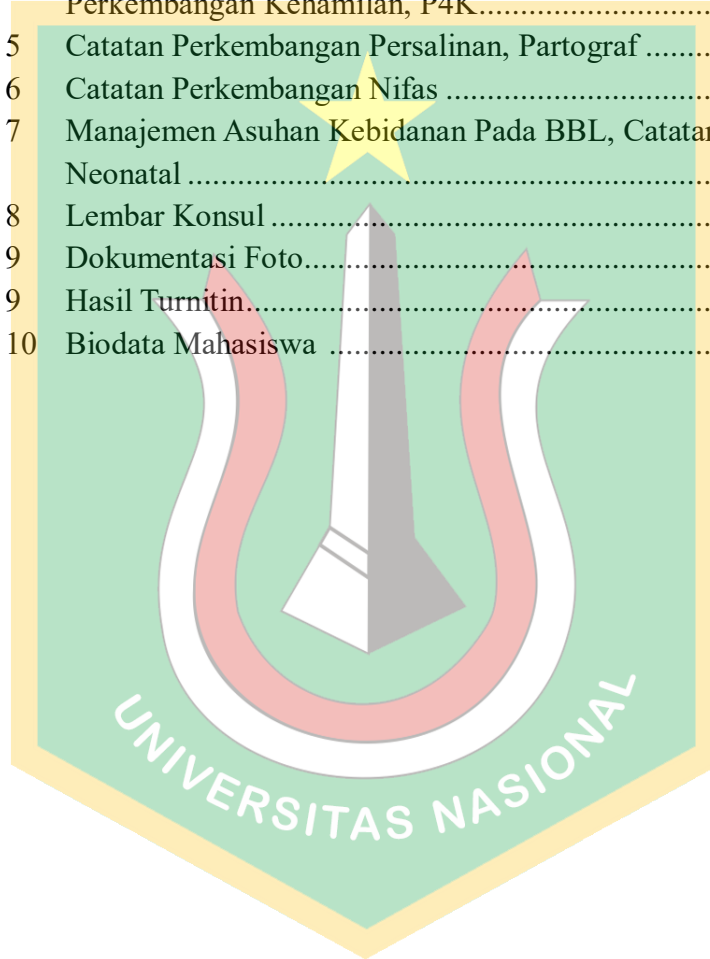 Perkembangan Kehamilan, P4K..............................
5 Catatan Perkembangan Persalinan, Partograf ........
6 Catatan Perkembangan Nifas ................................
7 Manajemen Asuhan Kebidanan Pada BBL, Catatan
Neonatal ................................................................
8 Lembar Konsul ......................................................
9 Dokumentasi Foto..................................................
9 Hasil Turnitin.........................................................
10 Biodata Mahasiswa ..............................................
UNIVERSITAS NASIONAL